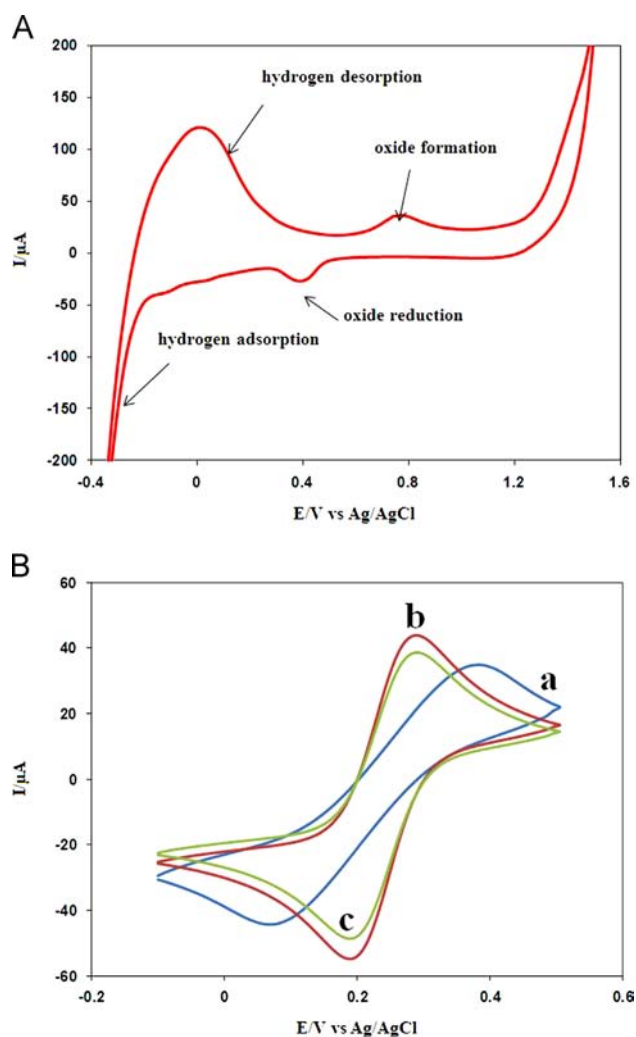 A
200
150
100
50
0
-50
-100
-150
-200
I/µA
hydrogen desorption
oxide formation
oxide reduction
hydrogen adsorption
-0.4 0 0.4 0.8 1.2 1.6
E/V vs Ag/AgCl
B
60
40
20
0
-20
-40
-60
I/µA
b
a
c
-0.2 0 0.2 0.4 0.6
E/V vs Ag/AgCl